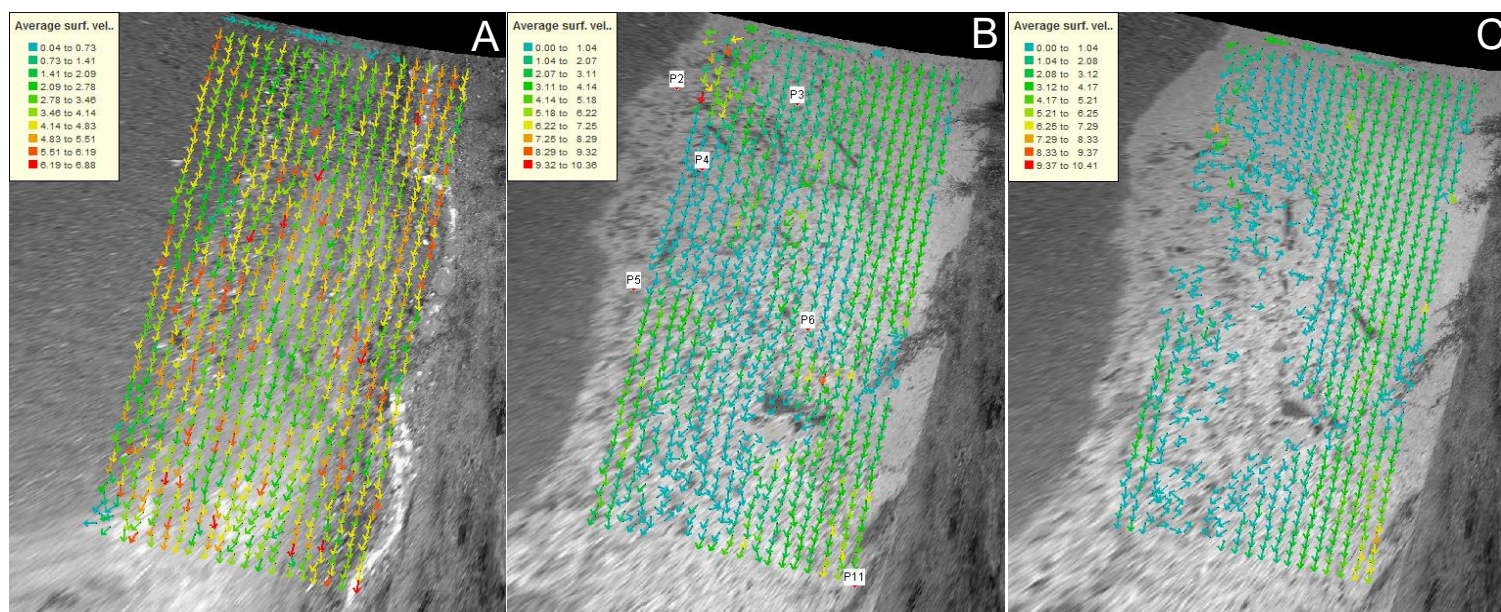 Average surf. vel..
0.04 to 0.73
0.73 to 1.41
1.41 to 2.09
2.09 to 2.78
2.78 to 3.46
3.46 to 4.14
4.14 to 4.83
4.83 to 5.51
5.51 to 6.19
6.19 to 6.88
A
Average surf. vel..
0.00 to 1.04
1.04 to 2.07
2.07 to 3.11
3.11 to 4.14
4.14 to 5.18
5.18 to 6.22
6.22 to 7.25
7.25 to 8.29
8.29 to 9.32
9.32 to 10.36
B
P2
P3
P4
P5
P6
P11
Average surf. vel..
0.00 to 1.04
1.04 to 2.08
2.08 to 3.12
3.12 to 4.17
4.17 to 5.21
5.21 to 6.25
6.25 to 7.29
7.29 to 8.33
8.33 to 9.37
9.37 to 10.41
C